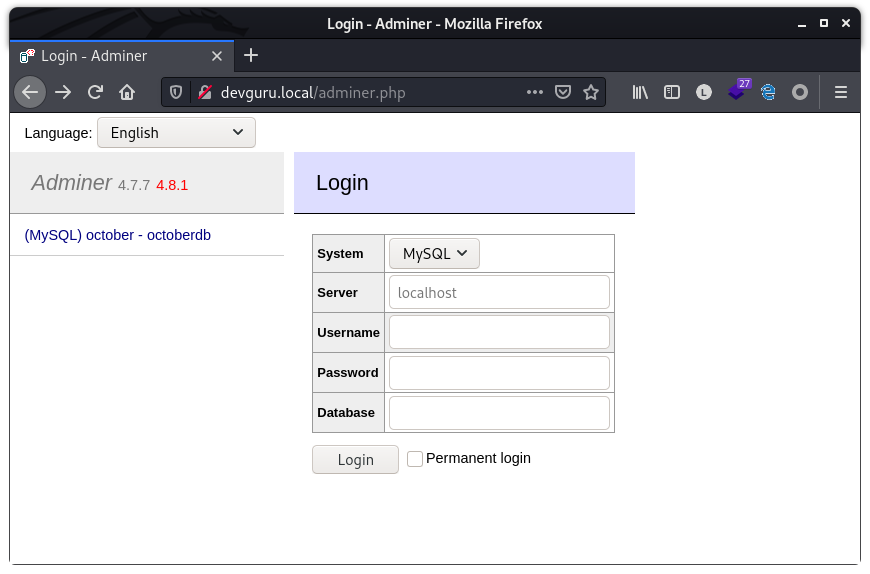 Login - Adminer - Mozilla Firefox
Login - Adminer
devguru.local/adminer.php
27
L
Language: English
Adminer 4.7.7 4.8.1
Login
(MySQL) october - octoberdb
System MySQL
Server localhost
Username
Password
Database
Login Permanent login